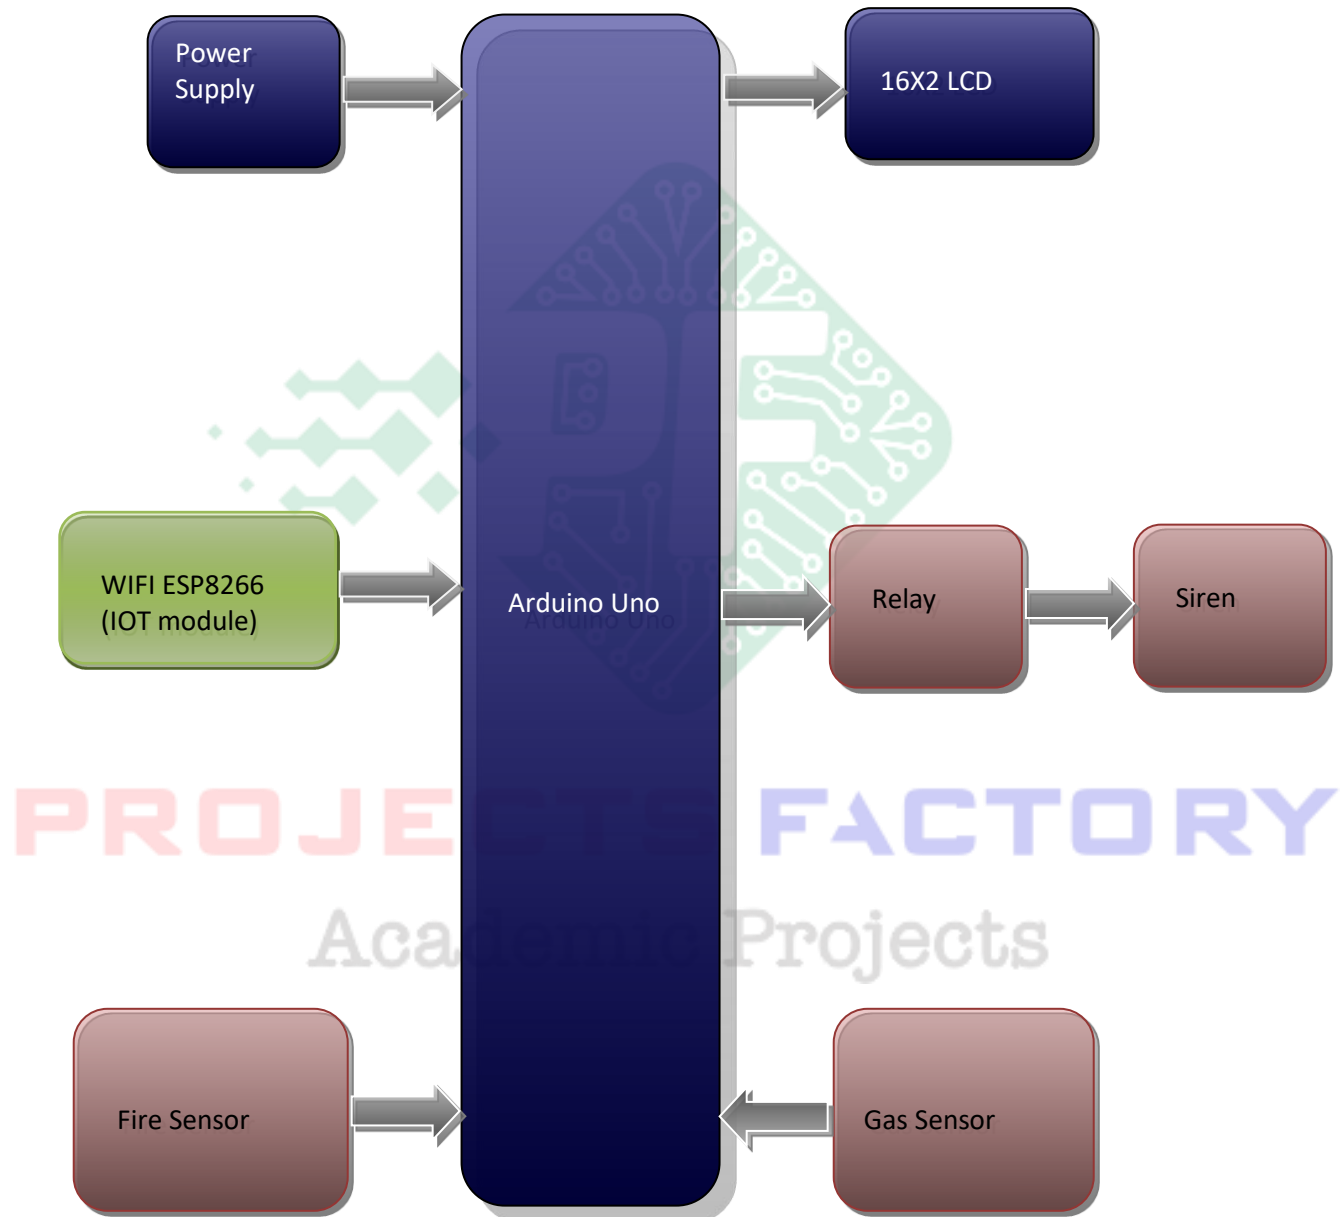 Power
Supply
16X2 LCD
WIFI ESP8266
(IOT module)
Arduino Uno
Relay
Siren
PROJECTS FACTORY
Academic Projects
Fire Sensor
Gas Sensor